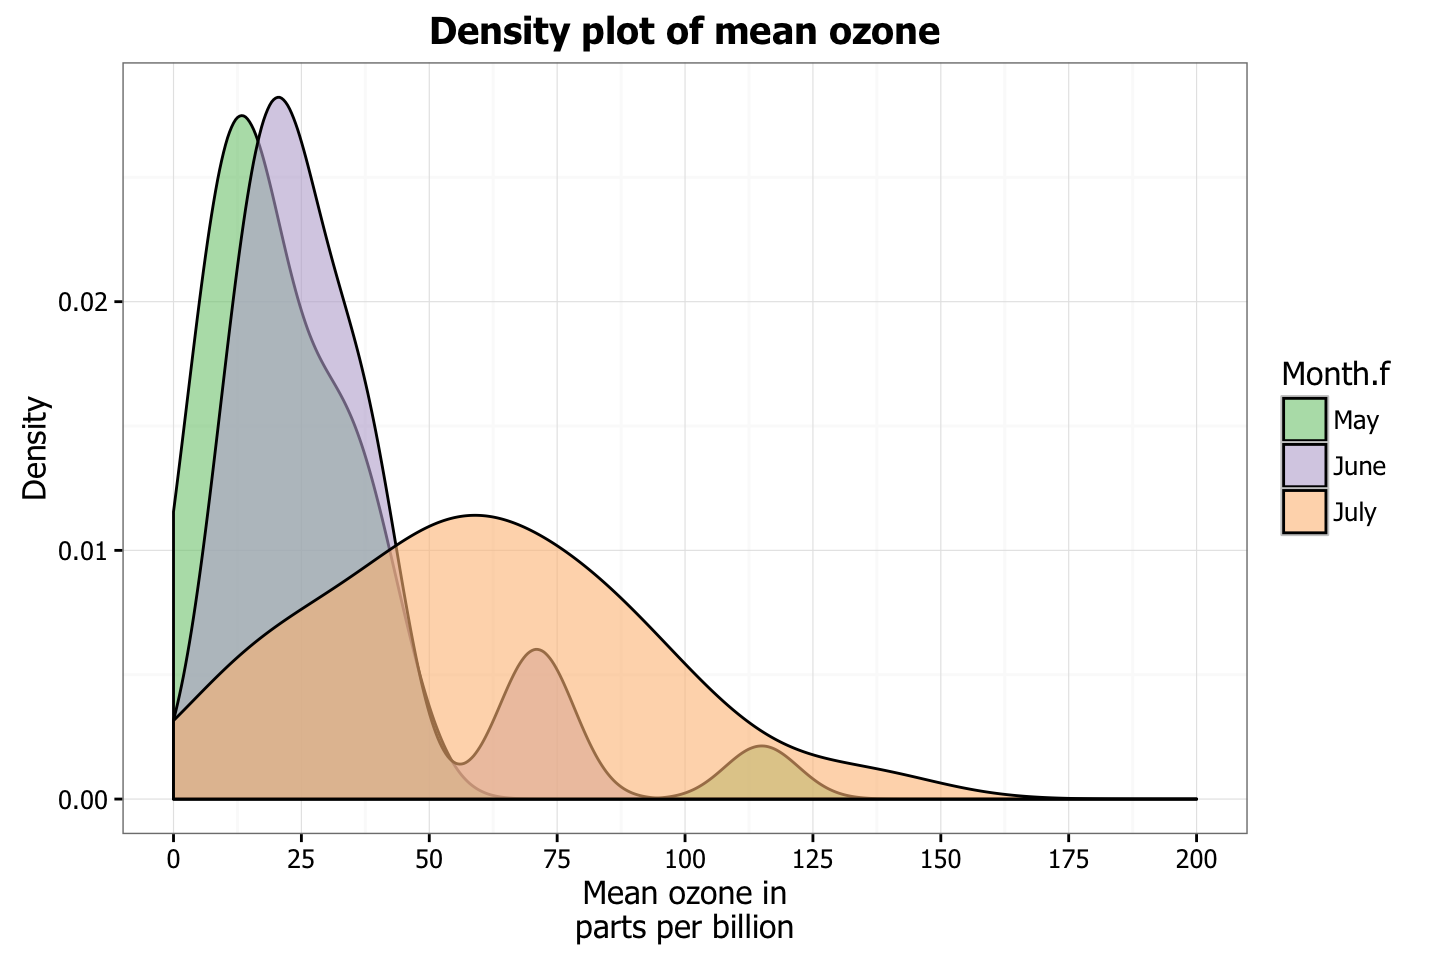 Density plot of mean ozone
Density
0.02
0.01
0.00
0 25 50 75 100 125 150 175 200
Mean ozone in
parts per billion
Month.f
May
June
July